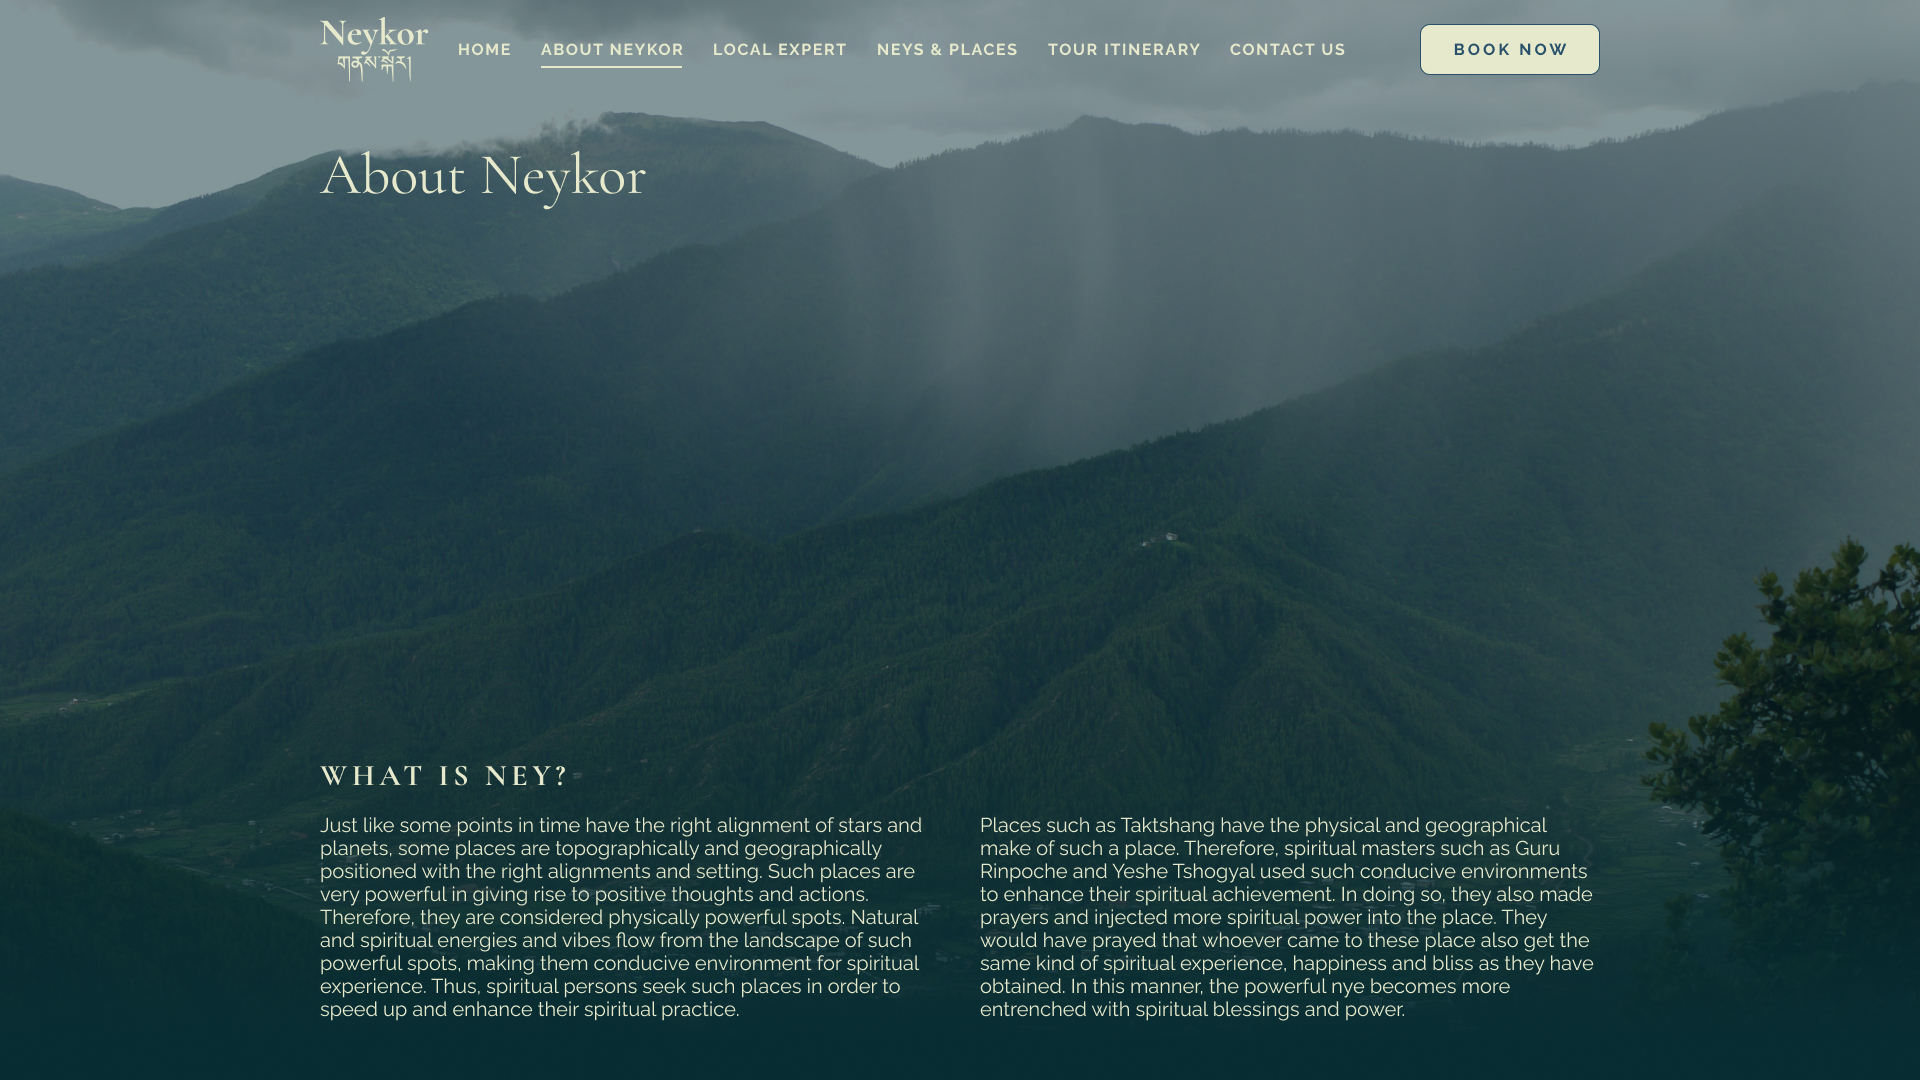 Neykor
གནས་སྐོར།
HOME
ABOUT NEYKOR
LOCAL EXPERT
NEYS & PLACES
TOUR ITINERARY
CONTACT US
BOOK NOW
About Neykor
WHAT IS NEY?
Just like some points in time have the right alignment of stars and
planets, some places are topographically and geographically
positioned with the right alignments and setting. Such places are
very powerful in giving rise to positive thoughts and actions.
Therefore, they are considered physically powerful spots. Natural
and spiritual energies and vibes flow from the landscape of such
powerful spots, making them conducive environment for spiritual
experience. Thus, spiritual persons seek such places in order to
speed up and enhance their spiritual practice.
Places such as Taktshang have the physical and geographical
make of such a place. Therefore, spiritual masters such as Guru
Rinpoche and Yeshe Tshogyal used such conducive environments
to enhance their spiritual achievement. In doing so, they also made
prayers and injected more spiritual power into the place. They
would have prayed that whoever came to these place also get the
same kind of spiritual experience, happiness and bliss as they have
obtained. In this manner, the powerful nye becomes more
entrenched with spiritual blessings and power.